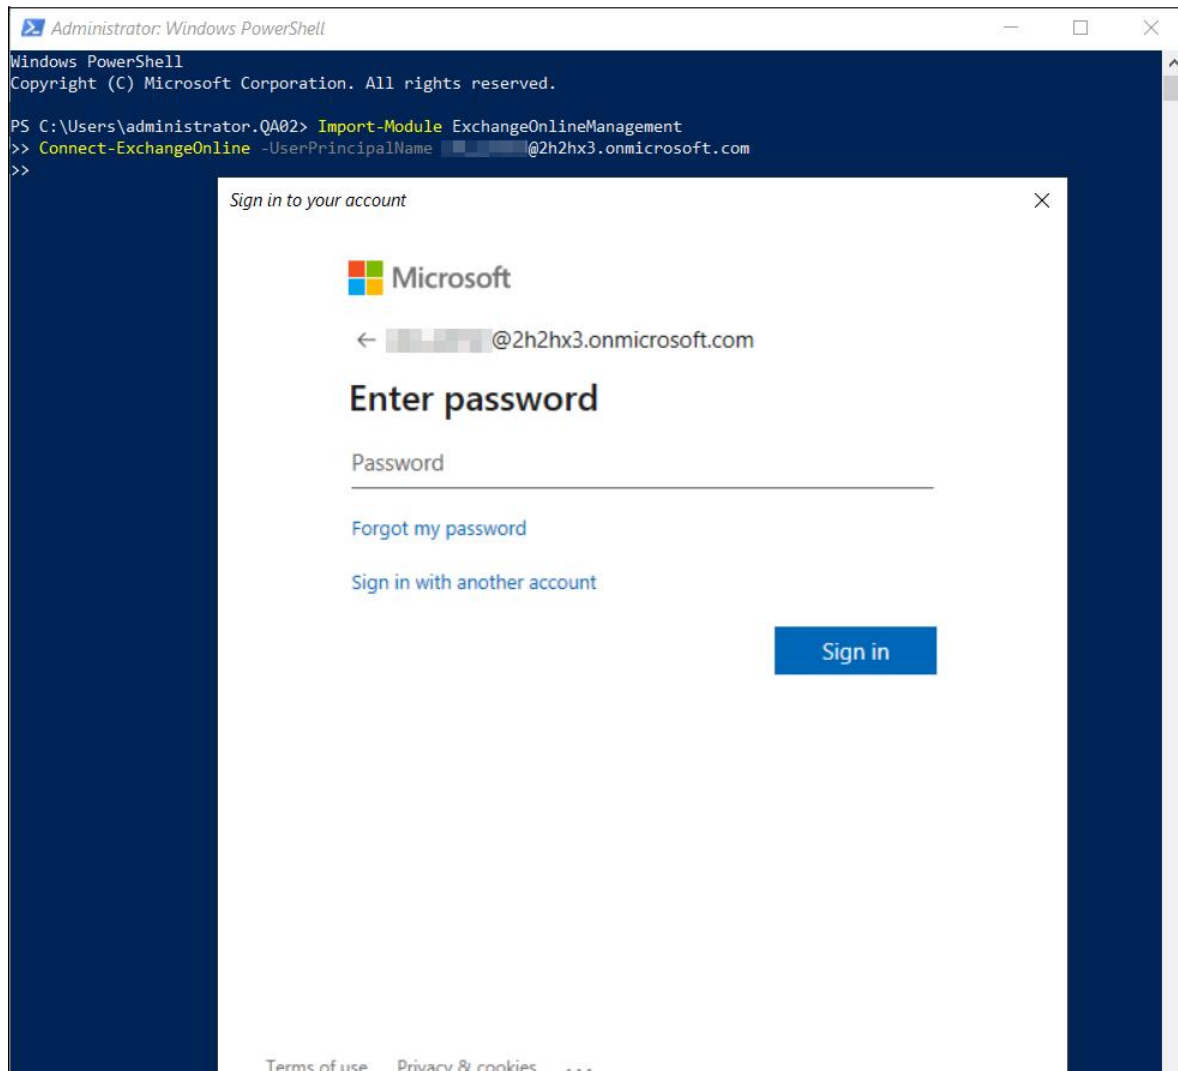 Administrator: Windows PowerShell
Windows PowerShell
Copyright (C) Microsoft Corporation. All rights reserved.
PS C:\Users\administrator.QA02> Import-Module ExchangeOnlineManagement
>> Connect-ExchangeOnline -UserPrincipalName @2h2hx3.onmicrosoft.com
>>
Sign in to your account
Microsoft
@2h2hx3.onmicrosoft.com
Enter password
Password
Forgot my password
Sign in with another account
Sign in
Terms of use Privacy & cookies ...